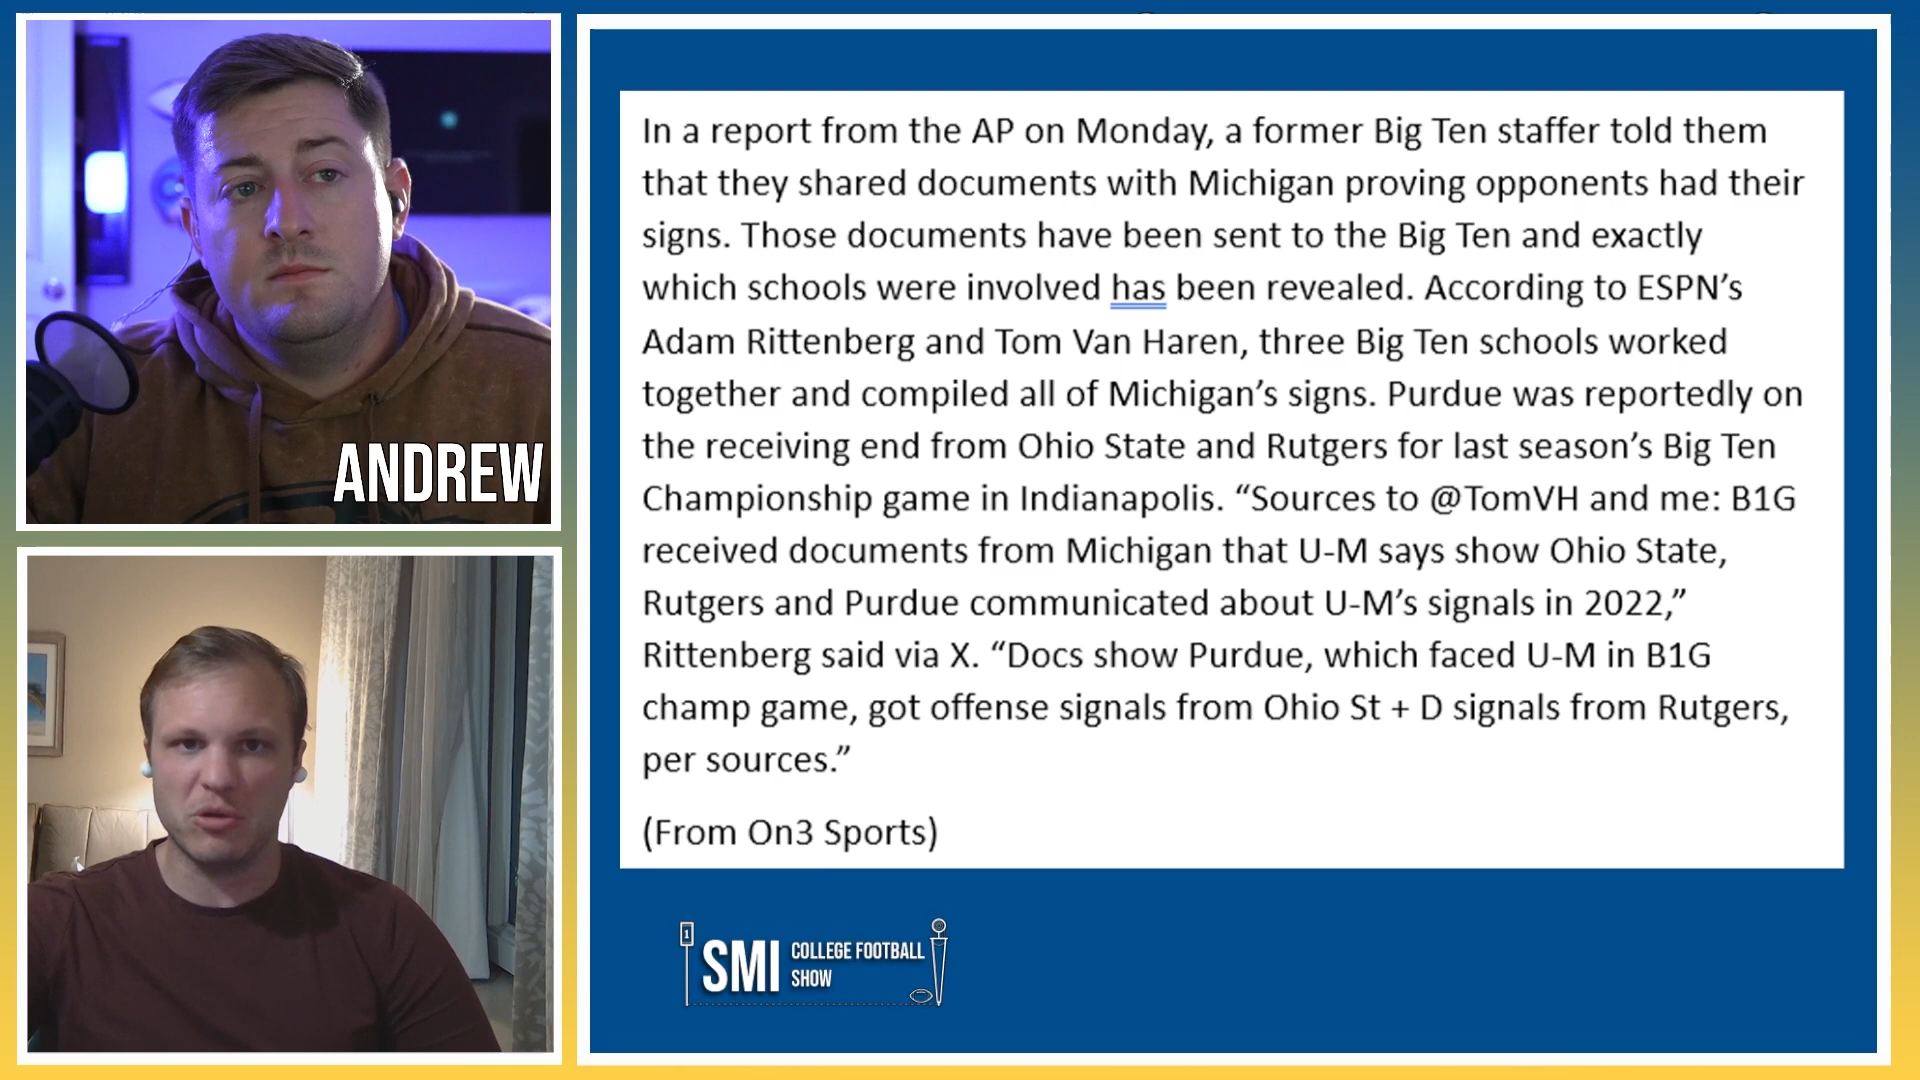 ANDREW
In a report from the AP on Monday, a former Big Ten staffer told them
that they shared documents with Michigan proving opponents had their
signs. Those documents have been sent to the Big Ten and exactly
which schools were involved has been revealed. According to ESPN’s
Adam Rittenberg and Tom Van Haren, three Big Ten schools worked
together and compiled all of Michigan’s signs. Purdue was reportedly on
the receiving end from Ohio State and Rutgers for last season’s Big Ten
Championship game in Indianapolis. “Sources to @TomVH and me: B1G
received documents from Michigan that U-M says show Ohio State,
Rutgers and Purdue communicated about U-M’s signals in 2022,”
Rittenberg said via X. “Docs show Purdue, which faced U-M in B1G
champ game, got offense signals from Ohio St + D signals from Rutgers,
per sources.”
(From On3 Sports)
1
SMI
COLLEGE FOOTBALL
SHOW